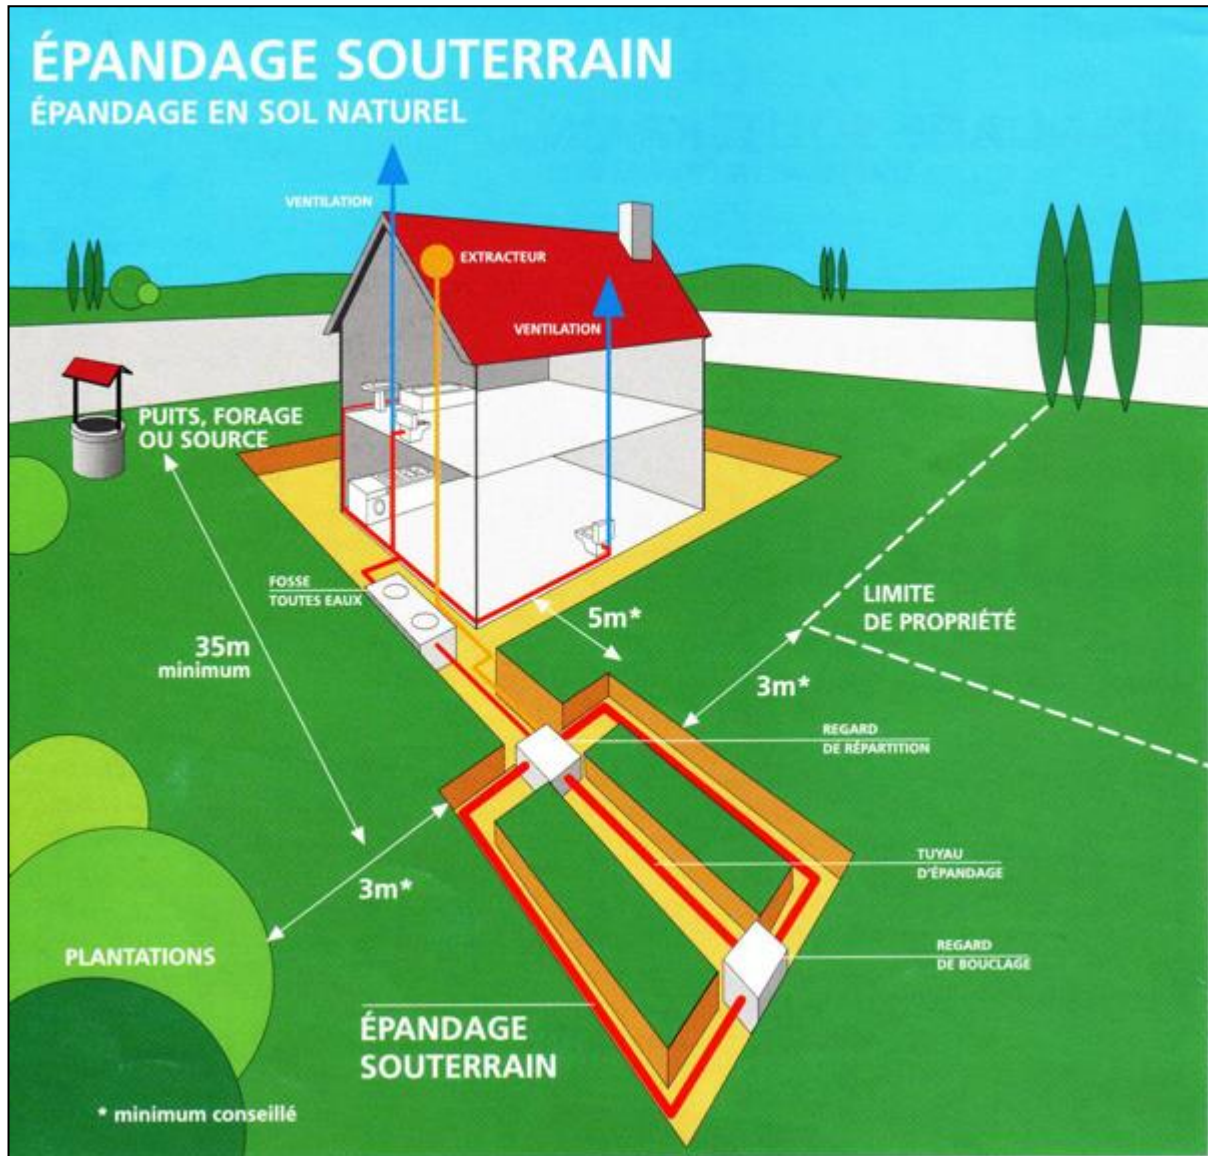 ÉPANDAGE SOUTERRAIN
ÉPANDAGE EN SOL NATUREL
VENTILATION
EXTRACTEUR
VENTILATION
PUITS, FORAGE
OU SOURCE
FOSSE
TOUTES EAUX
5m*
LIMITE
DE PROPRIÉTÉ
35m
minimum
3m*
REGARD
DE RÉPARTITION
TUYAU
D'ÉPANDAGE
3m*
PLANTATIONS
REGARD
DE BOUCLAGE
ÉPANDAGE
SOUTERRAIN
* minimum conseillé